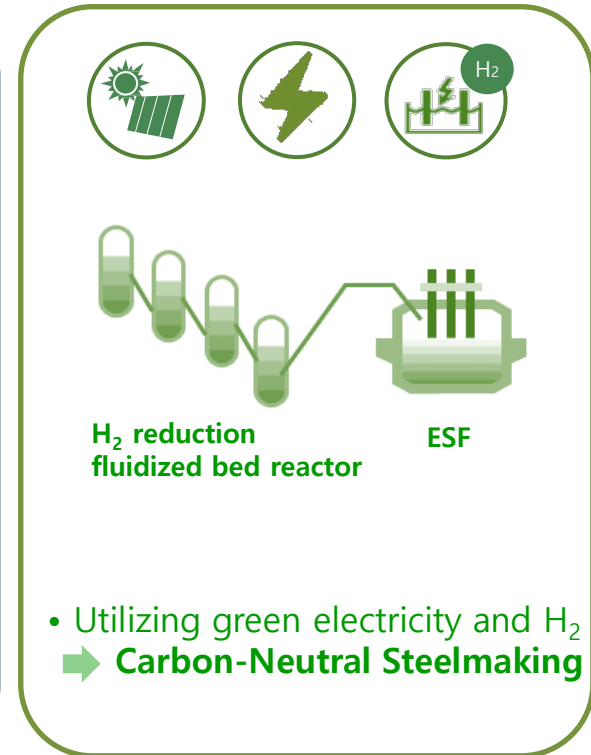 H₂
H₂ reduction
fluidized bed reactor
ESF
• Utilizing green electricity and H₂
Carbon-Neutral Steelmaking